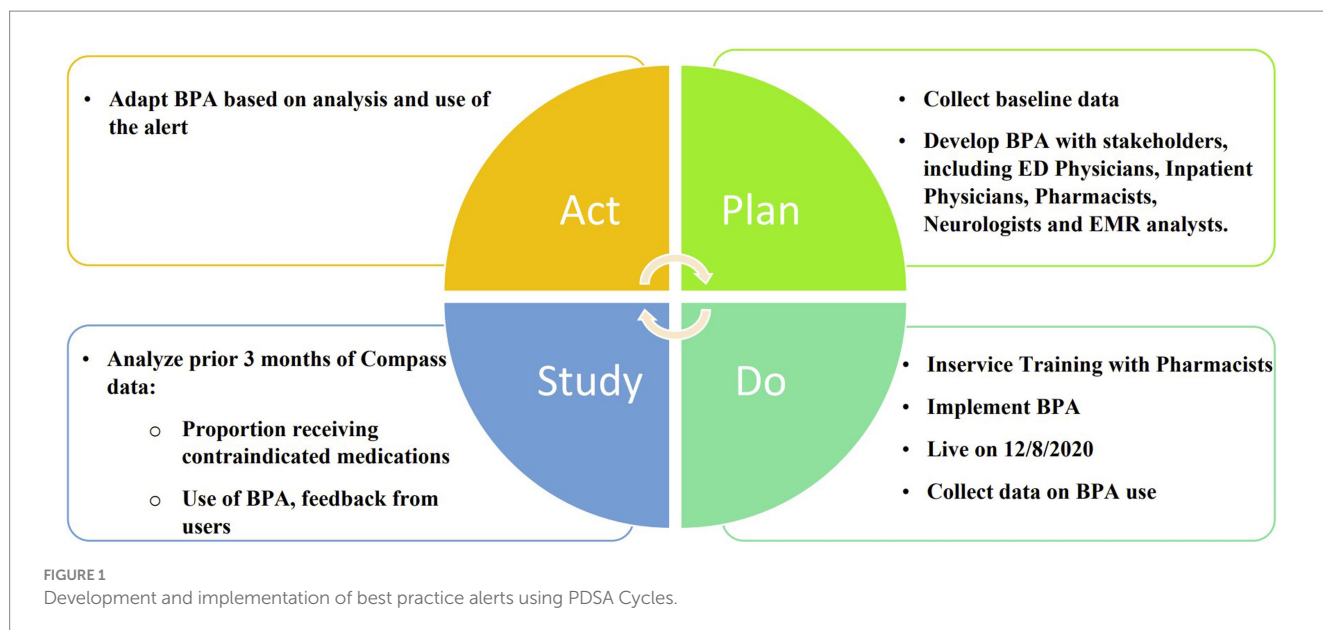 • Adapt BPA based on analysis and use of
the alert
Act
Plan
• Collect baseline data
• Develop BPA with stakeholders,
including ED Physicians, Inpatient
Physicians, Pharmacists,
Neurologists and EMR analysts.
• Analyze prior 3 months of Compass
data:
o Proportion receiving
contraindicated medications
o Use of BPA, feedback from
users
Study
Do
• Inservice Training with Pharmacists
• Implement BPA
• Live on 12/8/2020
• Collect data on BPA use
FIGURE 1
Development and implementation of best practice alerts using PDSA Cycles.